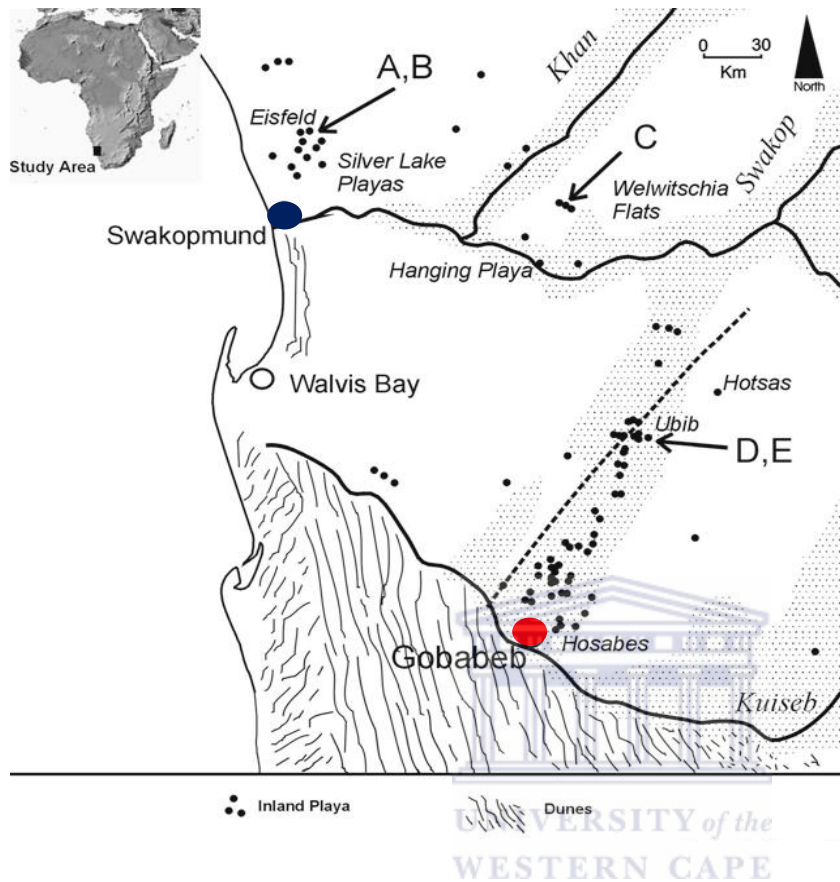 Study Area
A,B
Eisfeld
Silver Lake
Playas
Khan
0 30
Km
North
C
Welwitschia
Flats
Swakop
Swakopmund
Hanging Playa
Walvis Bay
Hotsas
Ubib
D,E
Gobabeb
Hosabes
Kuiseb
Inland Playa
Dunes
UNIVERSITY of the
WESTERN CAPE